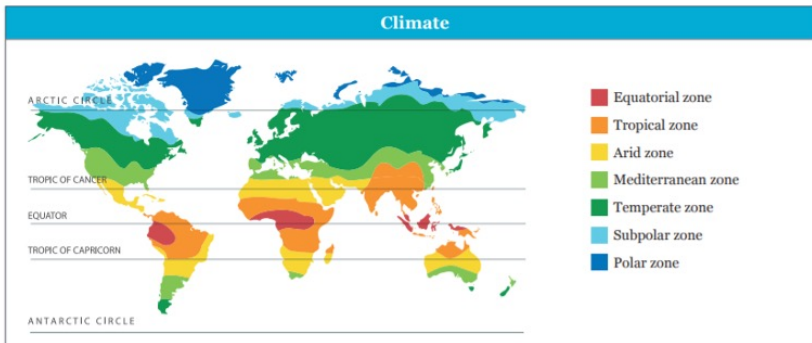 Climate
ARCTIC CIRCLE
TROPIC OF CANCER
EQUATOR
TROPIC OF CAPRICORN
ANTARCTIC CIRCLE
Equatorial zone
Tropical zone
Arid zone
Mediterranean zone
Temperate zone
Subpolar zone
Polar zone